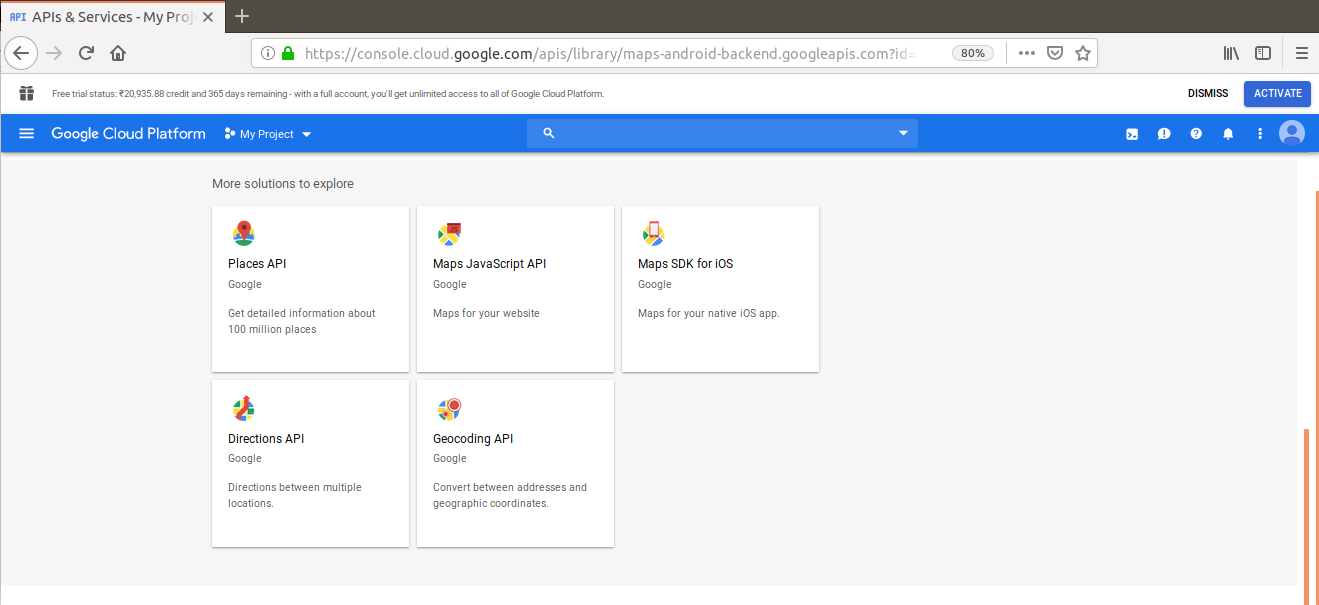 API APIs & Services - My Proj
https://console.cloud.google.com/apis/library/maps-android-backend.googleapis.com?id=
80%
Free trial status: ₹20,935.88 credit and 365 days remaining - with a full account, you'll get unlimited access to all of Google Cloud Platform.
DISMISS
ACTIVATE
Google Cloud Platform
My Project
More solutions to explore
Places API
Google
Get detailed information about
100 million places
Maps JavaScript API
Google
Maps for your website
Maps SDK for iOS
Google
Maps for your native iOS app.
Directions API
Google
Directions between multiple
locations.
Geocoding API
Google
Convert between addresses and
geographic coordinates.